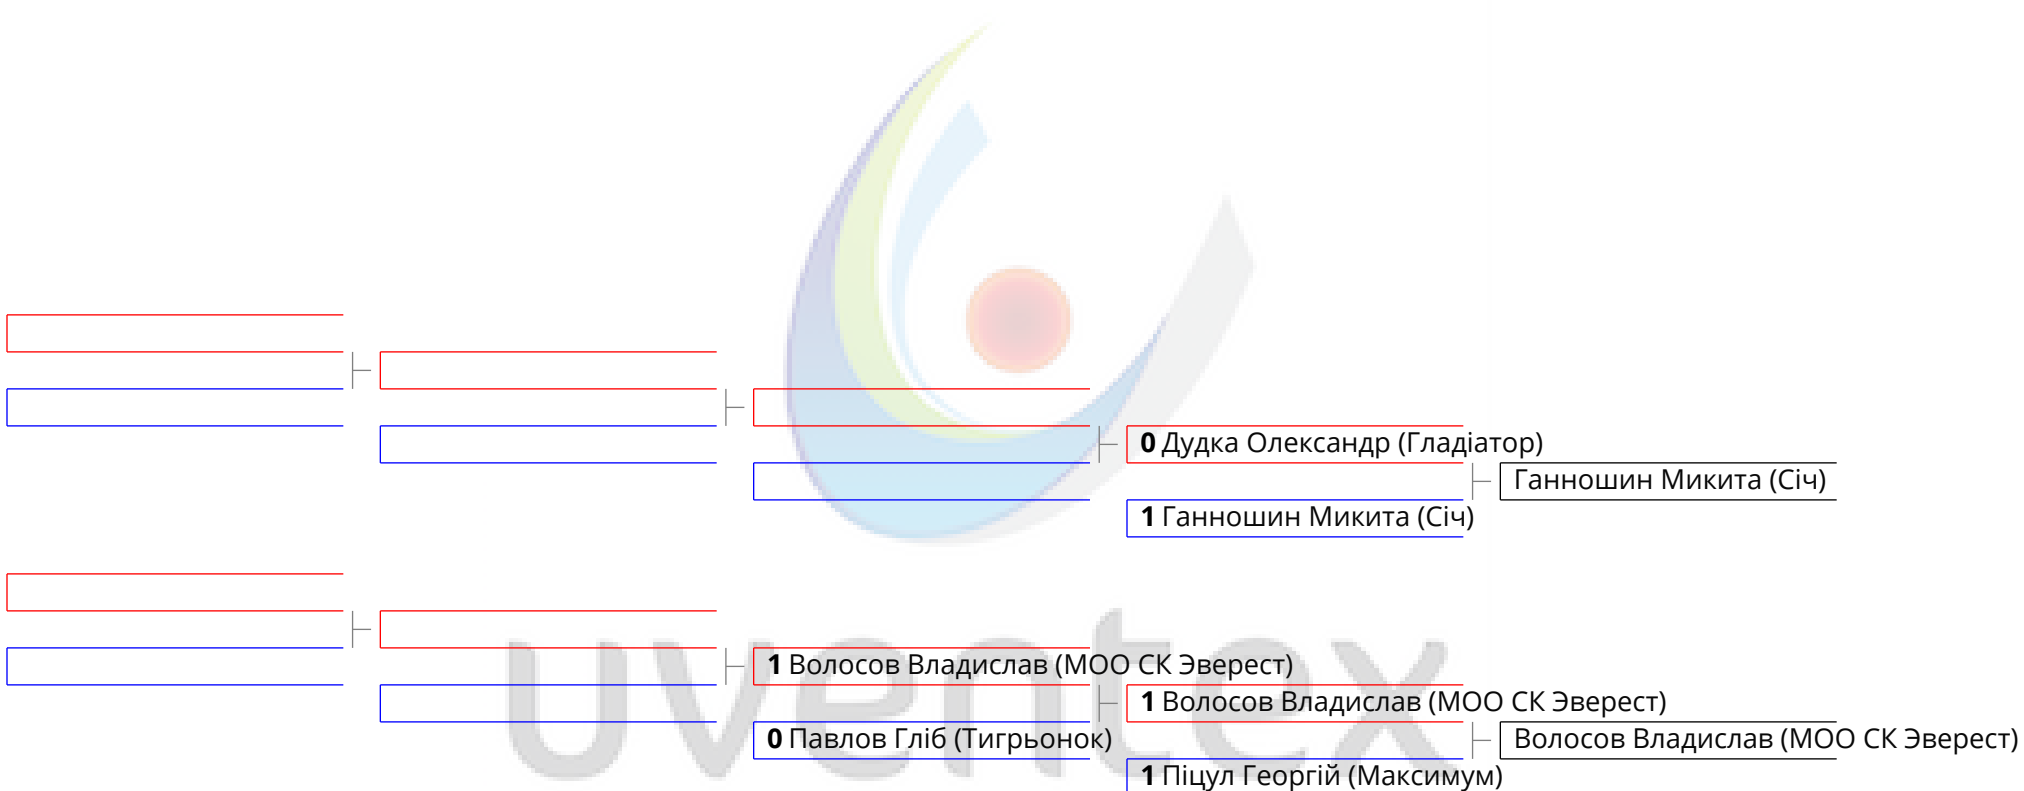 0 Дудка Олександр (Гладіатор)
Ганношин Микита (Січ)
1 Ганношин Микита (Січ)
1 Волосов Владислав (МОО СК Эверест)
1 Волосов Владислав (МОО СК Эверест)
0 Павлов Гліб (Тигрьонок)
Волосов Владислав (МОО СК Эверест)
1 Піцул Георгій (Максимум)
uventex